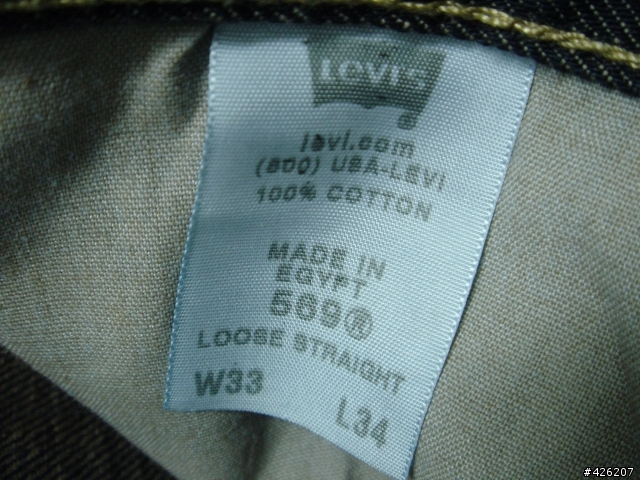 Levi's
levi.com
(800) USA-LEVI
100% COTTON
MADE IN
EGYPT
569®
LOOSE STRAIGHT
W33
L34
#426207